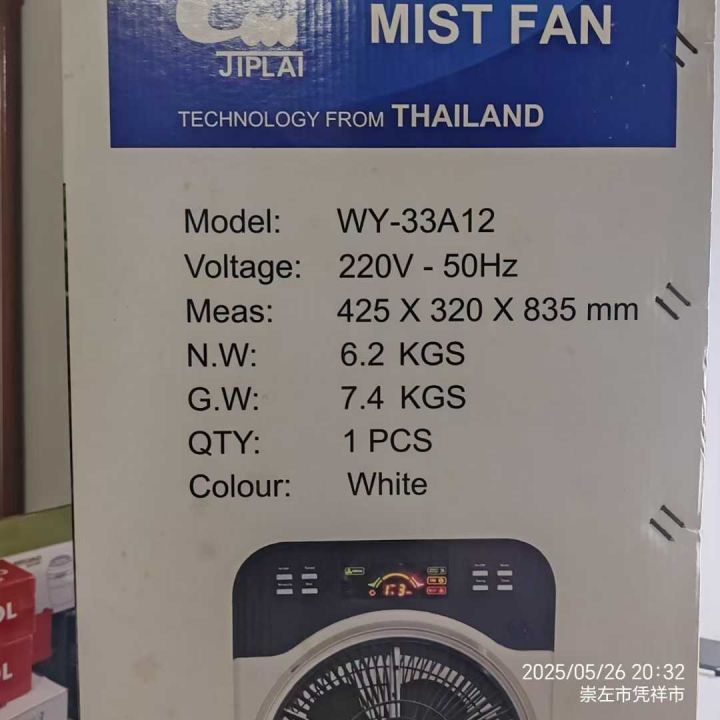 MIST FAN
JIPLAI
TECHNOLOGY FROM THAILAND
Model: WY-33A12
Voltage: 220V - 50Hz
Meas: 425 X 320 X 835 mm
N.W: 6.2 KGS
G.W: 7.4 KGS
QTY: 1 PCS
Colour: White
OL
OL
2025/05/26 20:32
崇左市凭祥市